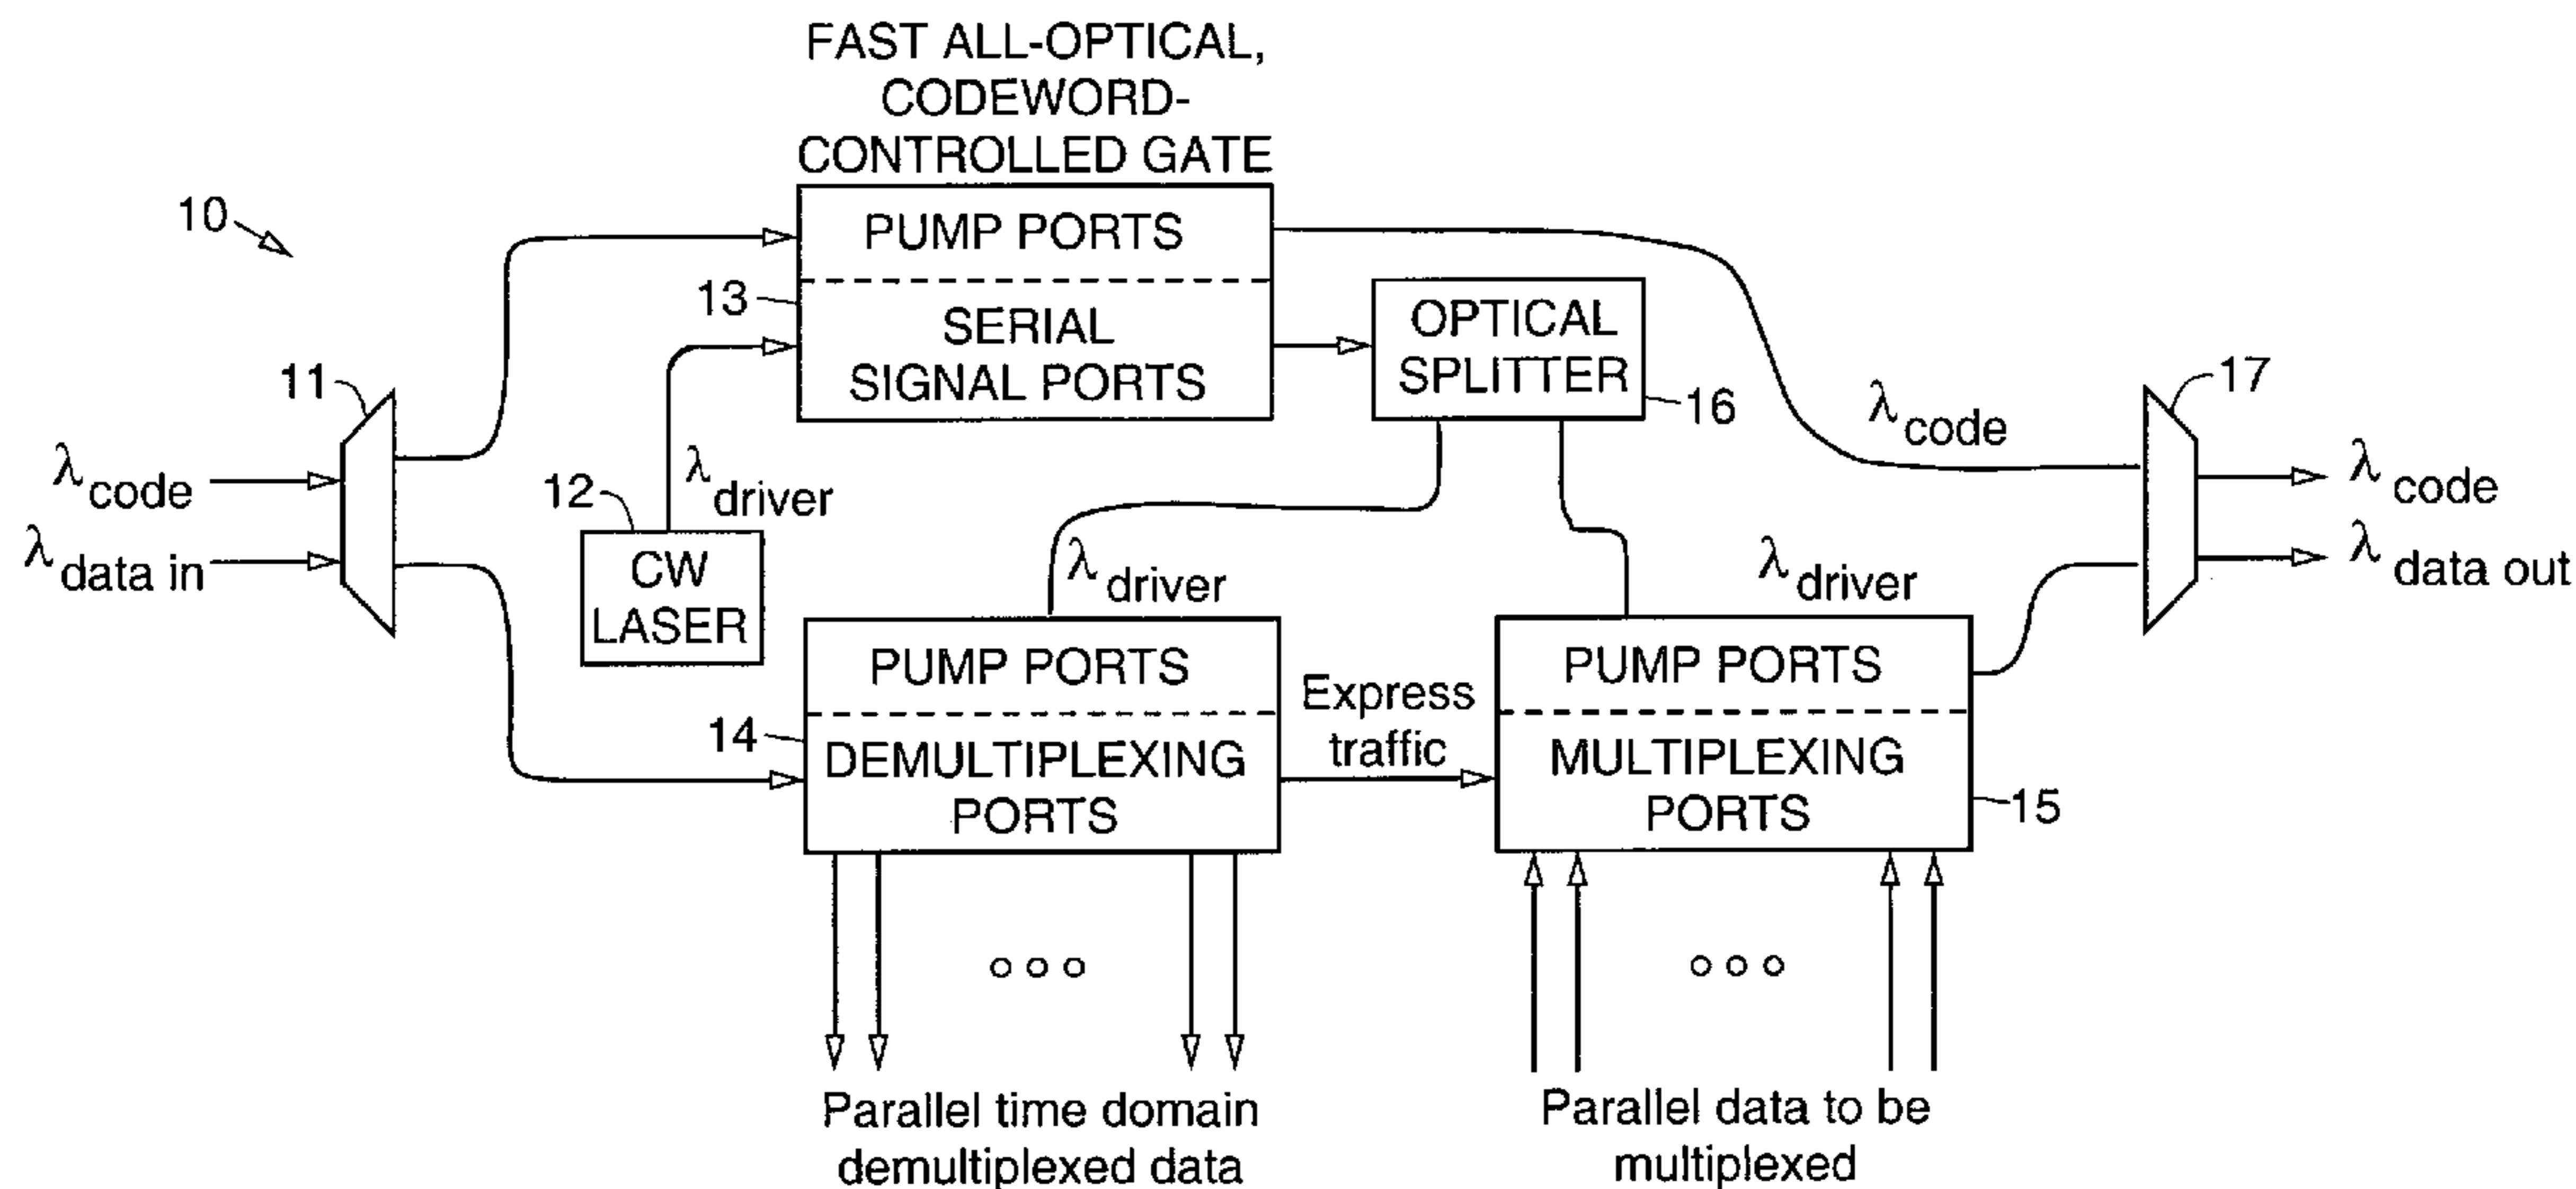 FAST ALL-OPTICAL,
CODEWORD-
CONTROLLED GATE
10
PUMP PORTS
13
SERIAL
SIGNAL PORTS
OPTICAL
SPLITTER
16
11
17
λcode
λcode
λcode
λdata in
λdata out
12
λdriver
CW
LASER
λdriver
λdriver
PUMP PORTS
14
DEMULTIPLEXING
PORTS
Express
traffic
PUMP PORTS
MULTIPLEXING
PORTS
15
Parallel time domain
demultiplexed data
Parallel data to be
multiplexed